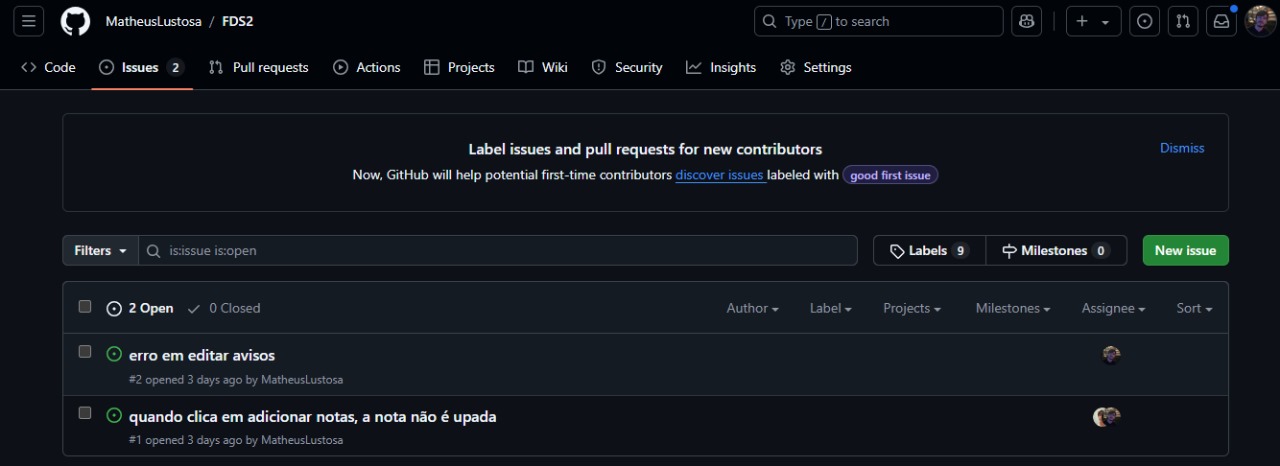 MatheusLustosa / FDS2
Type / to search
Code Issues 2 Pull requests Actions Projects Wiki Security Insights Settings
Label issues and pull requests for new contributors
Dismiss
Now, GitHub will help potential first-time contributors discover issues labeled with good first issue
Filters is:issue is:open Labels 9 Milestones 0 New issue
2 Open 0 Closed Author Label Projects Milestones Assignee Sort
erro em editar avisos
#2 opened 3 days ago by MatheusLustosa
quando clica em adicionar notas, a nota não é upada
#1 opened 3 days ago by MatheusLustosa